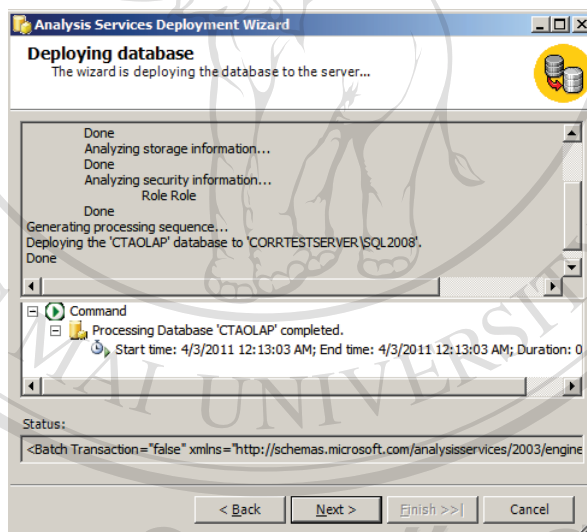 Analysis Services Deployment Wizard
Deploying database
The wizard is deploying the database to the server...
Done
Analyzing storage information...
Done
Analyzing security information...
Role Role
Done
Generating processing sequence...
Deploying the 'CTAOLAP' database to 'CORRTESTSERVER\SQL2008'.
Done
Command
Processing Database 'CTAOLAP' completed.
Start time: 4/3/2011 12:13:03 AM; End time: 4/3/2011 12:13:03 AM; Duration: 0
MAI UNIVERSITY
Status:
<Batch Transaction="false" xmlns="http://schemas.microsoft.com/analysisservices/2003/engine
< Back
Next >
Finish >>|
Cancel